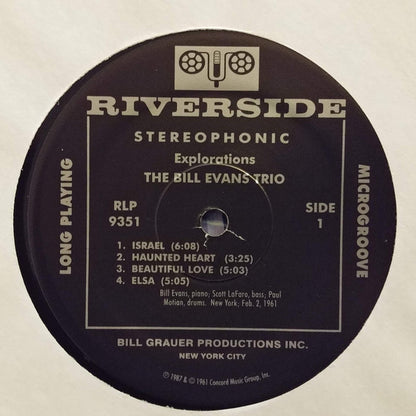 RIVERSIDE
STEREOPHONIC
Explorations
THE BILL EVANS TRIO
RLP
9351
SIDE
1
LONG PLAYING
MICROGROOVE
1. ISRAEL (6:08)
2. HAUNTED HEART (3:25)
3. BEAUTIFUL LOVE (5:03)
4. ELSA (5:05)
Bill Evans, piano; Scott LaFaro, bass; Paul
Motian, drums. New York; Feb. 2, 1961
BILL GRAUER PRODUCTIONS INC.
NEW YORK CITY
℗ 1987 & © 1961 Concord Music Group, Inc.